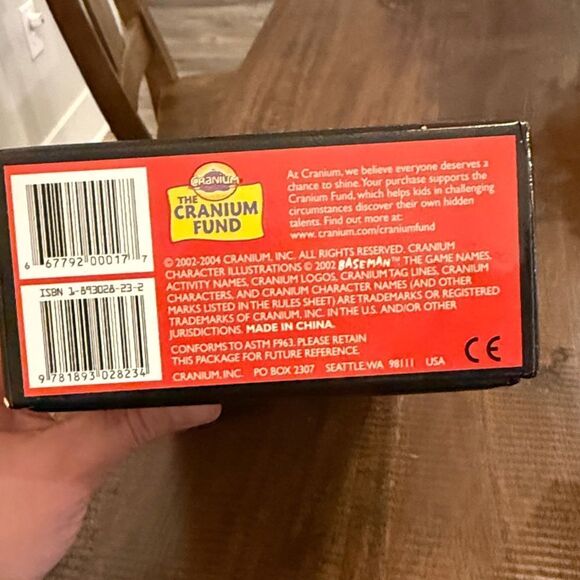 CRANIUM
THE
CRANIUM
FUND
At Cranium, we believe everyone deserves a
chance to shine. Your purchase supports the
Cranium Fund, which helps kids in challenging
circumstances discover their own hidden
talents. Find out more at:
www.cranium.com/craniumfund
6 67792 00017 7
ISBN 1-893028-23-2
9 781893 028234
© 2002-2004 CRANIUM, INC. ALL RIGHTS RESERVED. CRANIUM
CHARACTER ILLUSTRATIONS © 2002 BASEMAN™ THE GAME NAMES,
ACTIVITY NAMES, CRANIUM LOGOS, CRANIUM TAG LINES, CRANIUM
CHARACTERS, AND CRANIUM CHARACTER NAMES (AND OTHER
MARKS LISTED IN THE RULES SHEET) ARE TRADEMARKS OR REGISTERED
TRADEMARKS OF CRANIUM, INC. IN THE U.S. AND/OR OTHER
JURISDICTIONS. MADE IN CHINA.
CONFORMS TO ASTM F963. PLEASE RETAIN
THIS PACKAGE FOR FUTURE REFERENCE.
CRANIUM, INC. PO BOX 2307 SEATTLE, WA 98111 USA
CE